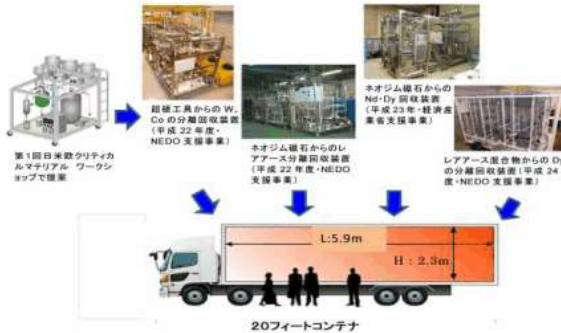 第1回日米欧クリティカ
ルマテリアル ワークシ
ョップで提案
超硬工具からのW、
Coの分離回収装置
(平成22年度・
NEDO支援事業)
ネオジム磁石からのレ
アアース分離回収装置
(平成22年度・NEDO
支援事業)
ネオジム磁石からの
Nd・Dy回収装置
(平成23年・経済産
業省支援事業)
レアアース混合物からのDy
の分離回収装置(平成24
度・NEDO支援事業)
L:5.9m
H:2.3m
20フィートコンテナ